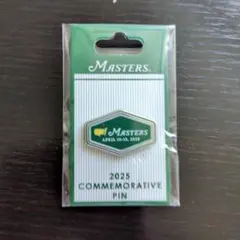 MASTERS
MASTERS
APRIL 10-13, 2025
2025
COMMEMORATIVE
PIN